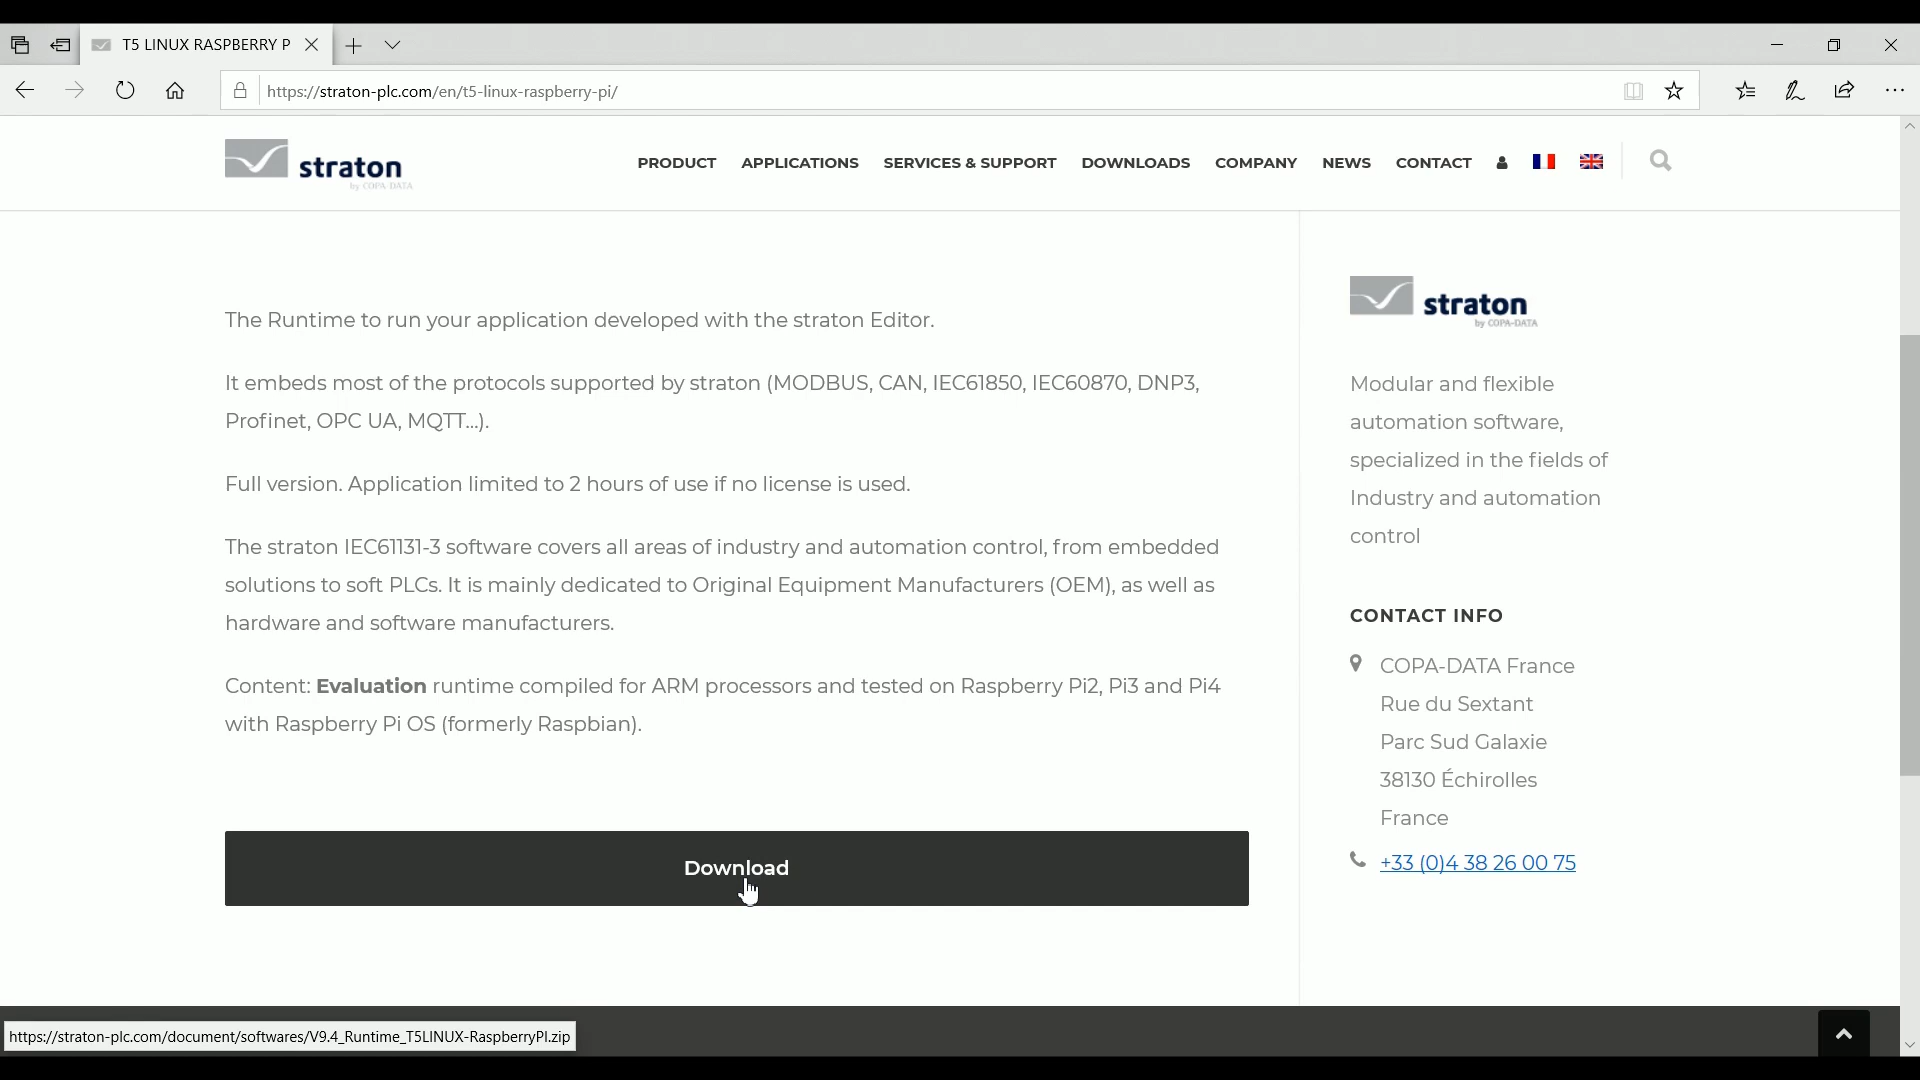 T5 LINUX RASPBERRY P
https://straton-plc.com/en/t5-linux-raspberry-pi/
straton
by COPA-DATA
PRODUCT APPLICATIONS SERVICES & SUPPORT DOWNLOADS COMPANY NEWS CONTACT
The Runtime to run your application developed with the straton Editor.
It embeds most of the protocols supported by straton (MODBUS, CAN, IEC61850, IEC60870, DNP3,
Profinet, OPC UA, MQTT...).
Full version. Application limited to 2 hours of use if no license is used.
The straton IEC61131-3 software covers all areas of industry and automation control, from embedded
solutions to soft PLCs. It is mainly dedicated to Original Equipment Manufacturers (OEM), as well as
hardware and software manufacturers.
Content: Evaluation runtime compiled for ARM processors and tested on Raspberry Pi2, Pi3 and Pi4
with Raspberry Pi OS (formerly Raspbian).
Download
straton
by COPA-DATA
Modular and flexible
automation software,
specialized in the fields of
Industry and automation
control
CONTACT INFO
COPA-DATA France
Rue du Sextant
Parc Sud Galaxie
38130 Échirolles
France
+33 (0)4 38 26 00 75
https://straton-plc.com/document/softwares/V9.4_Runtime_T5LINUX-RaspberryPI.zip